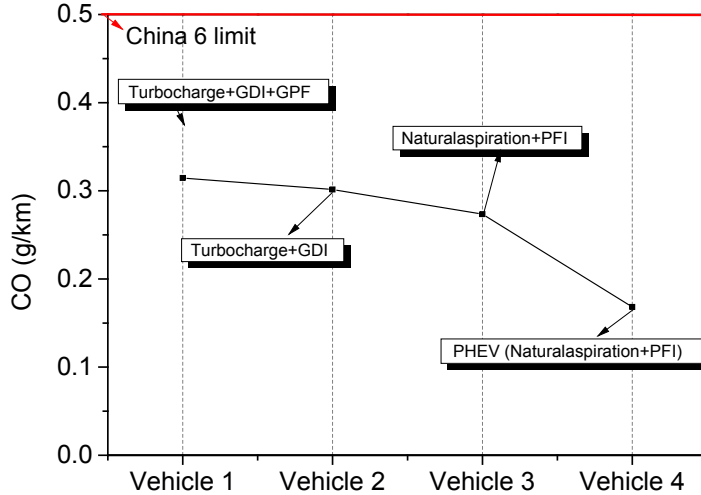 0.5
China 6 limit
Turbocharge+GDI+GPF
0.4
Naturalaspiration+PFI
0.3
Turbocharge+GDI
CO (g/km)
0.2
PHEV (Naturalaspiration+PFI)
0.1
0.0
Vehicle 1 Vehicle 2 Vehicle 3 Vehicle 4